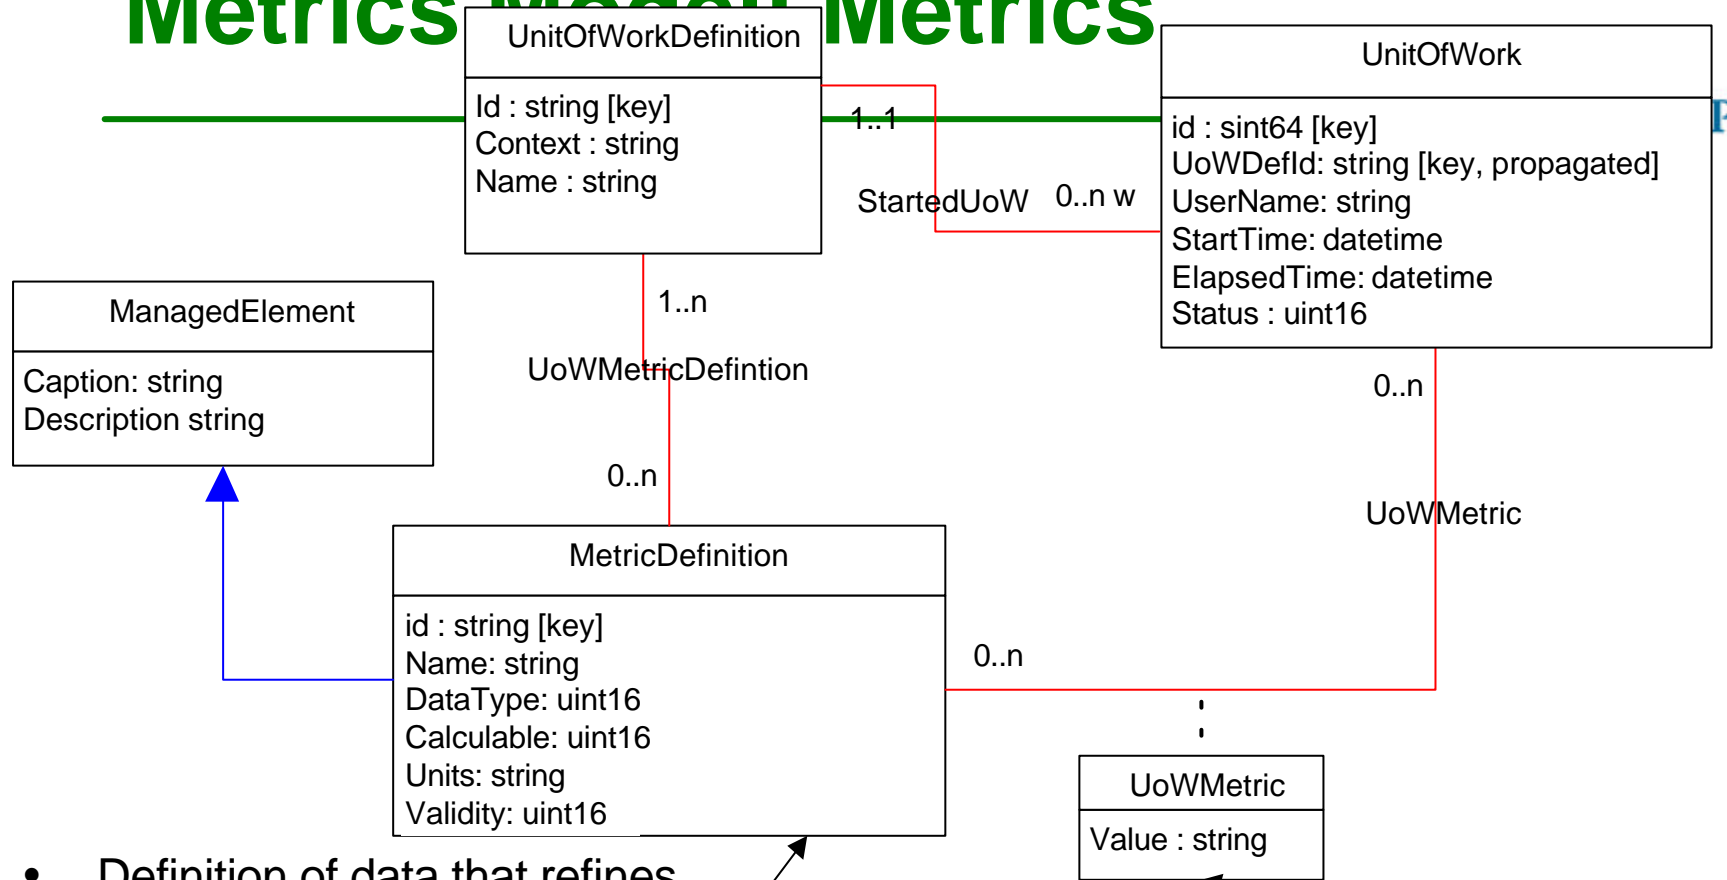 Metrics Model: Metrics
UnitOfWorkDefinition
Id : string [key]
Context : string
Name : string
1..1
StartedUoW
0..n w
UnitOfWork
id : sint64 [key]
UoWDefId: string [key, propagated]
UserName: string
StartTime: datetime
ElapsedTime: datetime
Status : uint16
P
ManagedElement
Caption: string
Description string
1..n
UoWMetricDefintion
0..n
0..n
UoWMetric
MetricDefinition
id : string [key]
Name: string
DataType: uint16
Calculable: uint16
Units: string
Validity: uint16
0..n
UoWMetric
Value : string
• Definition of data that refines